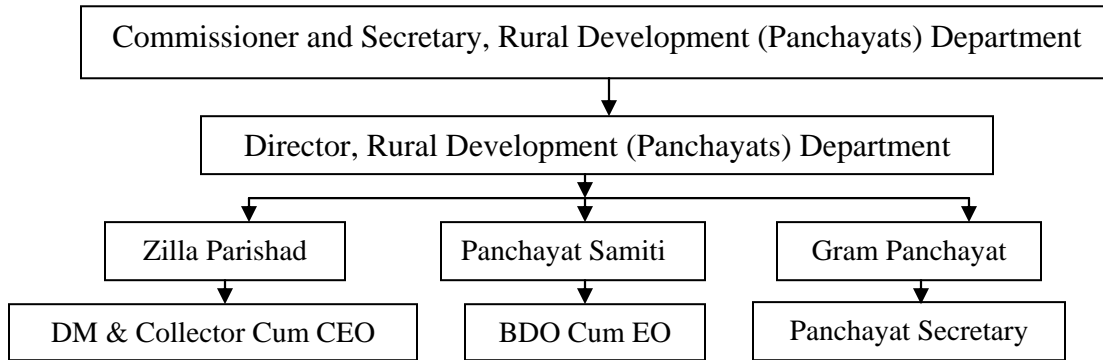 Commissioner and Secretary, Rural Development (Panchayats) Department
Director, Rural Development (Panchayats) Department
Zilla Parishad
Panchayat Samiti
Gram Panchayat
DM & Collector Cum CEO
BDO Cum EO
Panchayat Secretary